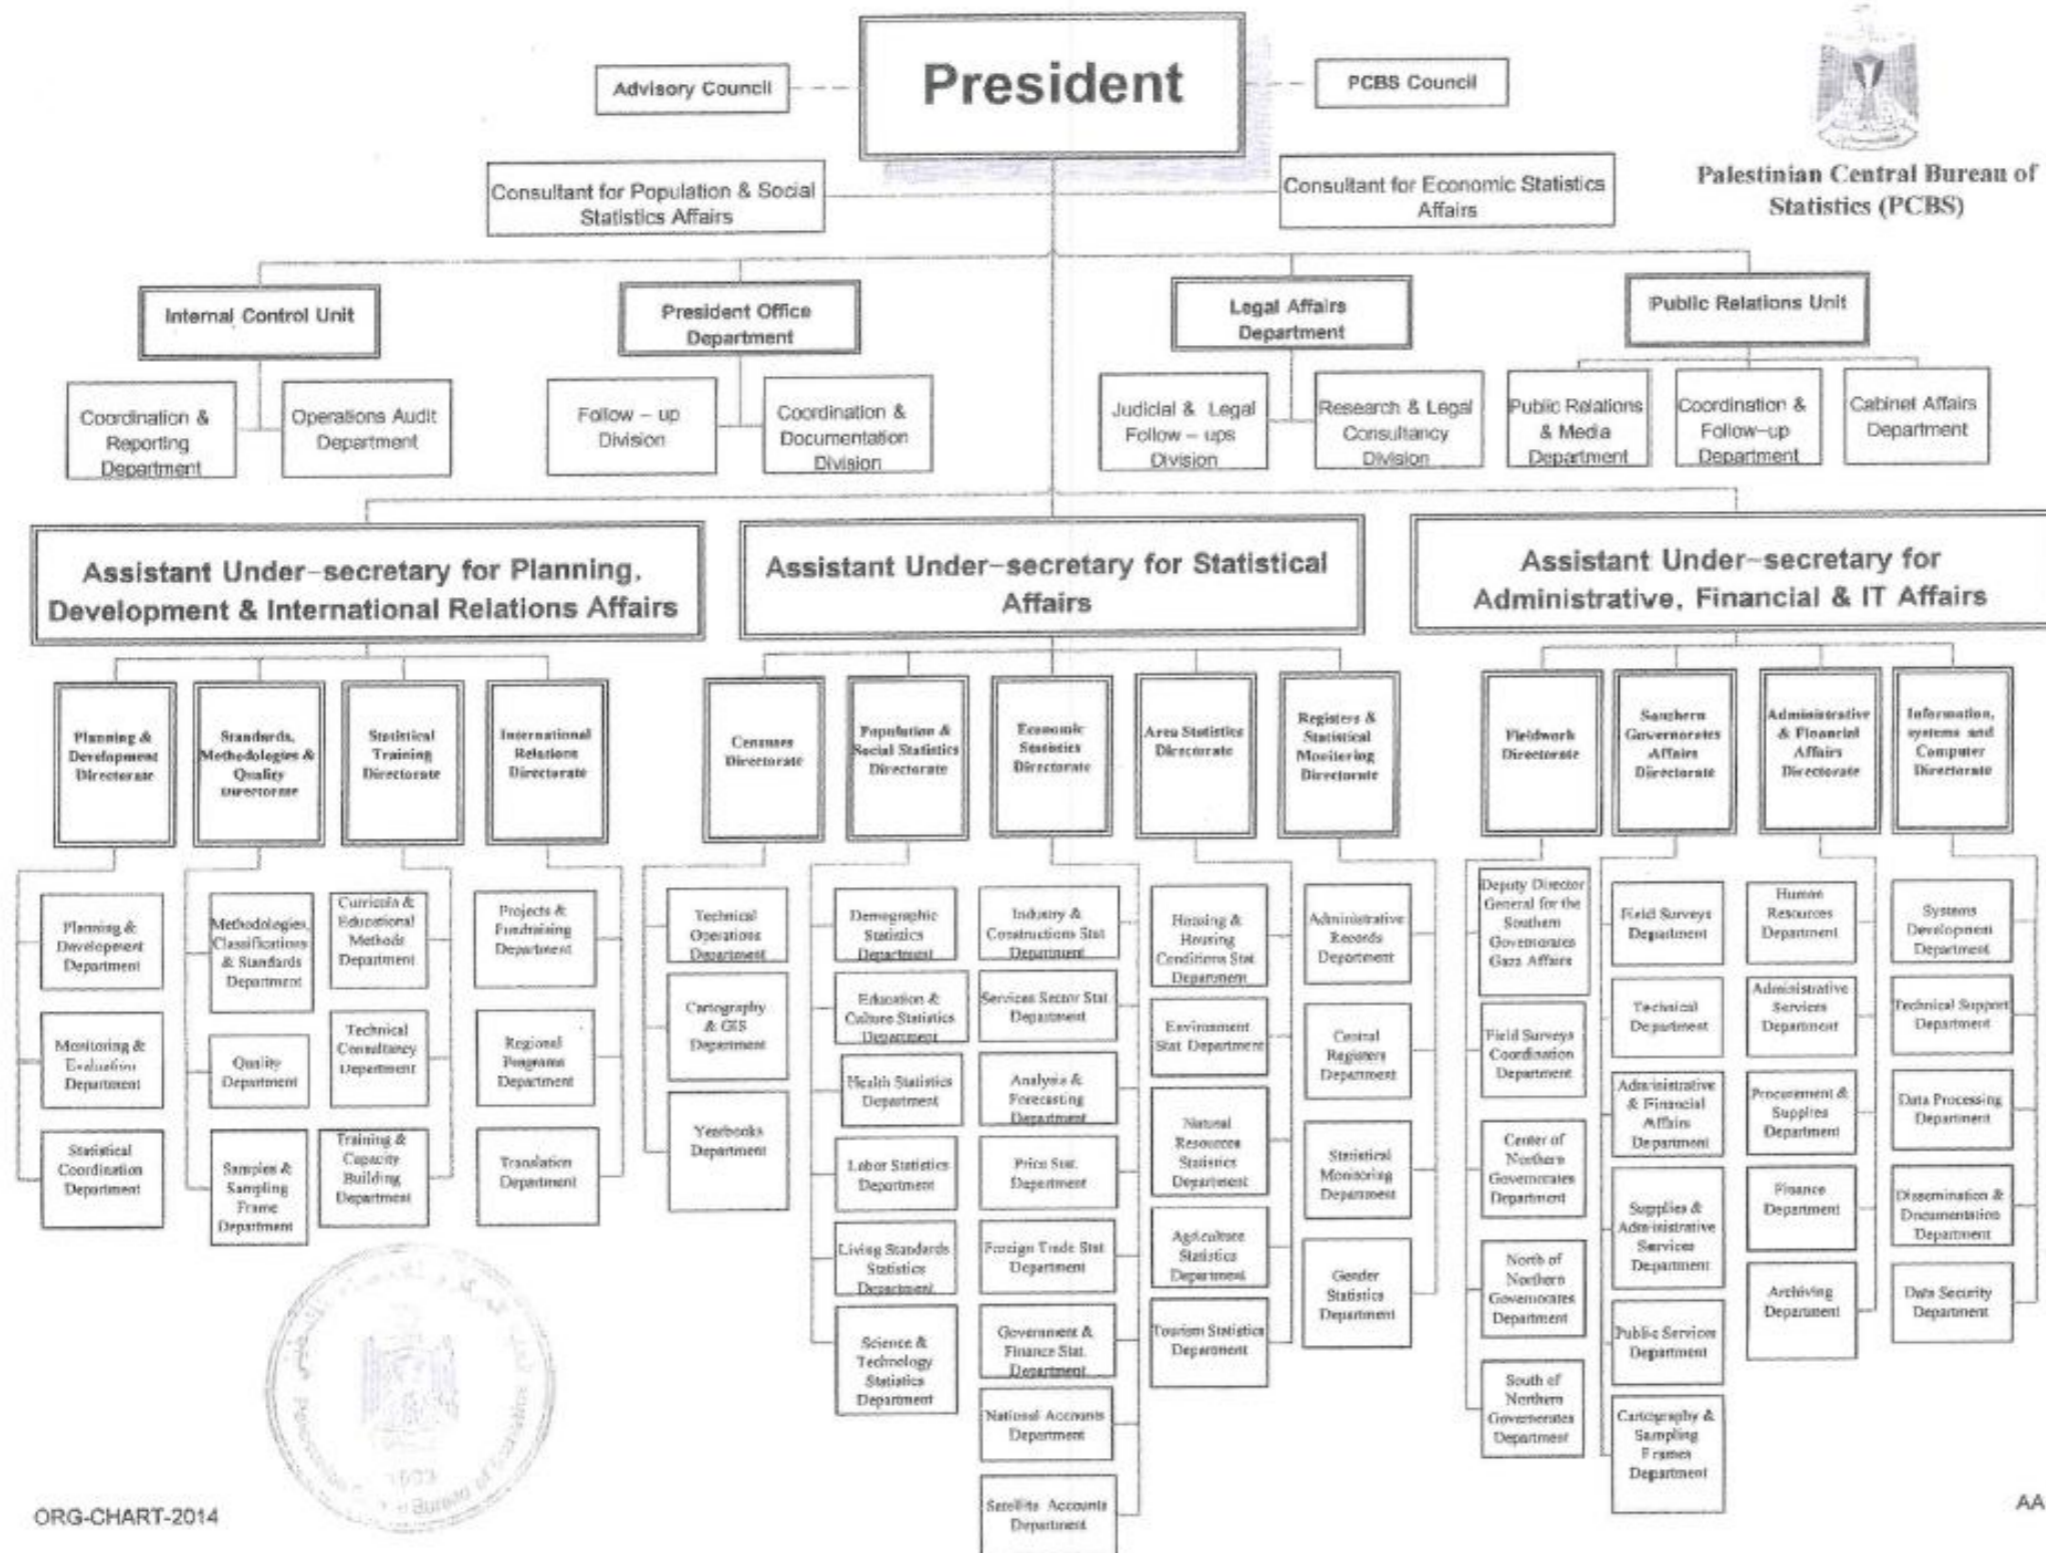 President
Advisory Council
PCBS Council
Palestinian Central Bureau of
Statistics (PCBS)
Consultant for Population & Social
Statistics Affairs
Consultant for Economic Statistics
Affairs
Internal Control Unit
President Office
Department
Legal Affairs
Department
Public Relations Unit
Coordination &
Reporting
Department
Operations Audit
Department
Follow – up
Division
Coordination &
Documentation
Division
Judicial & Legal
Follow – ups
Division
Research & Legal
Consultancy
Division
Public Relations
& Media
Department
Coordination &
Follow-up
Department
Cabinet Affairs
Department
Assistant Under-secretary for Planning,
Development & International Relations Affairs
Assistant Under-secretary for Statistical
Affairs
Assistant Under-secretary for
Administrative, Financial & IT Affairs
Planning &
Development
Directorate
Standards,
Methodologies &
Quality
Directorate
Statistical
Training
Directorate
International
Relations
Directorate
Censuses
Directorate
Population &
Social Statistics
Directorate
Economic
Statistics
Directorate
Area Statistics
Directorate
Registers &
Statistical
Monitoring
Directorate
Fieldwork
Directorate
Southern
Governorates
Affairs
Directorate
Administrative
& Financial
Affairs
Directorate
Information,
systems and
Computer
Directorate
Planning &
Development
Department
Monitoring &
Evaluation
Department
Statistical
Coordination
Department
Methodologies,
Classifications
& Standards
Department
Quality
Department
Samples &
Sampling
Frame
Department
Curricula &
Educational
Methods
Department
Technical
Consultancy
Department
Training &
Capacity
Building
Department
Projects &
Fundraising
Department
Regional
Programs
Department
Translation
Department
Technical
Operations
Department
Cartography
& GIS
Department
Yearbooks
Department
Demographic
Statistics
Department
Education &
Culture Statistics
Department
Health Statistics
Department
Labor Statistics
Department
Living Standards
Statistics
Department
Science &
Technology
Statistics
Department
Industry &
Constructions Stat
Department
Services Sector Stat
Department
Analysis &
Forecasting
Department
Price Stat.
Department
Foreign Trade Stat
Department
Government &
Finance Stat.
Department
National Accounts
Department
Satellite Accounts
Department
Housing &
Housing
Conditions Stat
Department
Environment
Stat Department
Natural
Resources
Statistics
Department
Agriculture
Statistics
Department
Tourism Statistics
Department
Administrative
Records
Department
Central
Registers
Department
Statistical
Monitoring
Department
Gender
Statistics
Department
Deputy Director
General for the
Southern
Governorates
Gaza Affairs
Field Surveys
Coordination
Department
Center of
Northern
Governorates
Department
North of
Northern
Governorates
Department
South of
Northern
Governorates
Department
Field Surveys
Department
Technical
Department
Administrative
& Financial
Affairs
Department
Supplies &
Administrative
Services
Department
Public Services
Department
Cartography &
Sampling
Frames
Department
Human
Resources
Department
Administrative
Services
Department
Procurement &
Supplies
Department
Finance
Department
Archiving
Department
Systems
Development
Department
Technical Support
Department
Data Processing
Department
Dissemination &
Documentation
Department
Data Security
Department
Bureau of Statistics
ORG-CHART-2014
AA